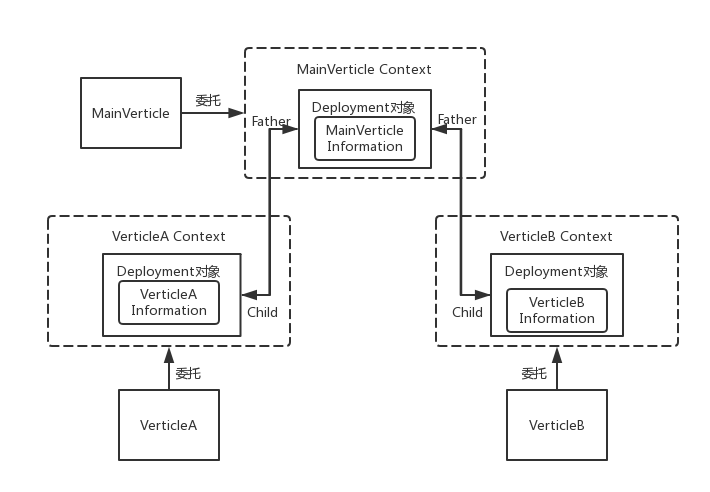 MainVerticle Context
委托
MainVerticle
Deployment对象
Father
Father
MainVerticle
Information
VerticleA Context
Deployment对象
VerticleA
Information
Child
委托
VerticleA
VerticleB Context
Deployment对象
VerticleB
Information
Child
委托
VerticleB